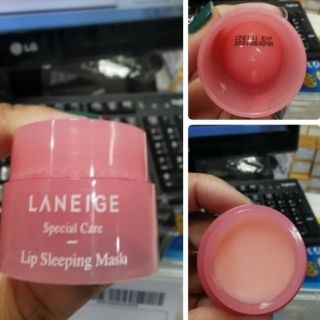 LG
LANEIGE
Special Care
Lip Sleeping Mask